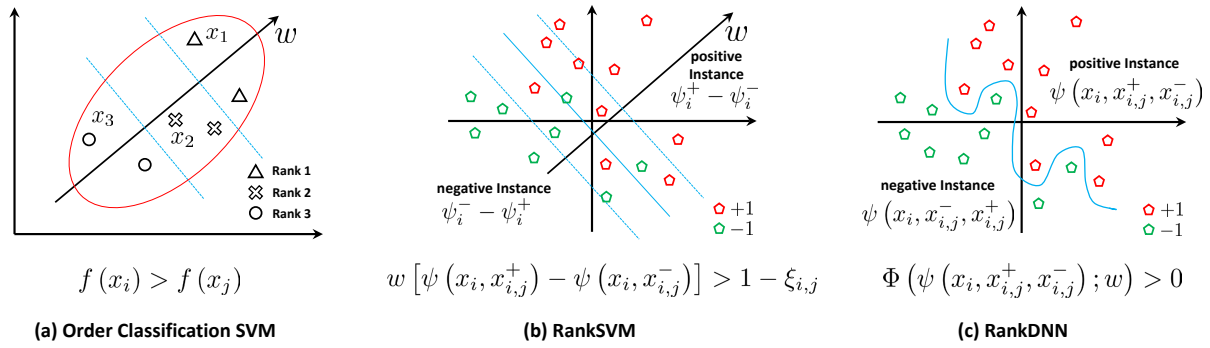 x_1
w
x_3
x_2
Rank 1
Rank 2
Rank 3
f (x_i) > f (x_j)
(a) Order Classification SVM
w
positive
Instance
ψ_i^+ − ψ_i^-
negative Instance
ψ_i^- − ψ_i^+
+1
−1
w [ψ (x_i, x_{i,j}^+) − ψ (x_i, x_{i,j}^-)] > 1 − ξ_{i,j}
(b) RankSVM
positive Instance
ψ (x_i, x_{i,j}^+, x_{i,j}^-)
negative Instance
ψ (x_i, x_{i,j}^-, x_{i,j}^+)
+1
−1
Φ (ψ (x_i, x_{i,j}^+, x_{i,j}^-) ; w) > 0
(c) RankDNN